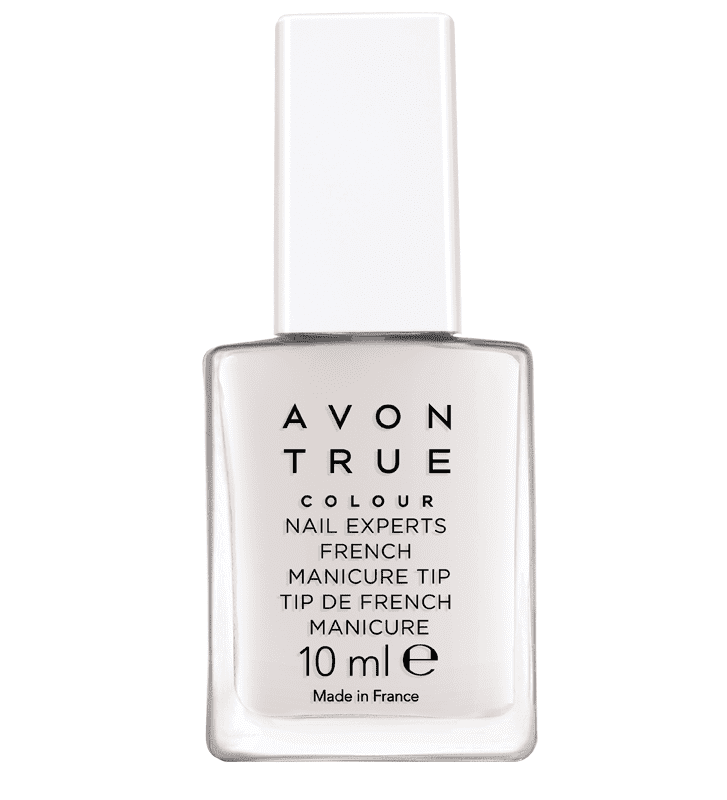 AVON
TRUE
COLOUR
NAIL EXPERTS
FRENCH
MANICURE TIP
TIP DE FRENCH
MANICURE
10 ml ℮
Made in France